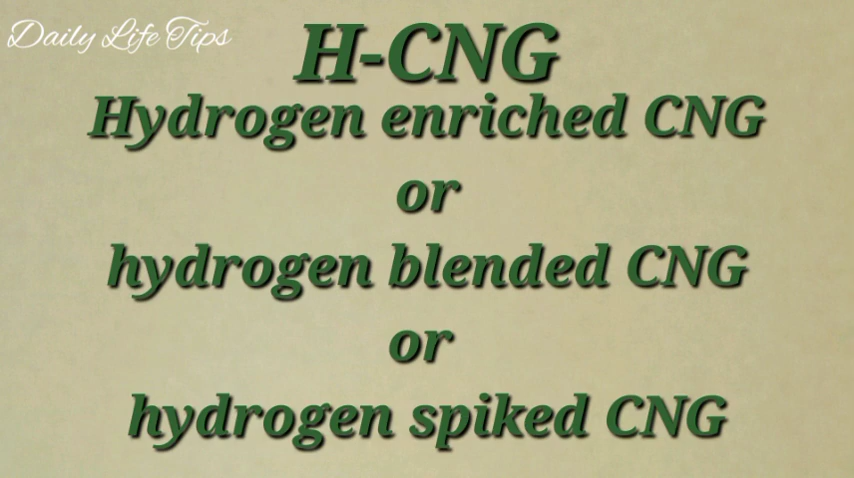 Daily Life Tips
H-CNG
Hydrogen enriched CNG
or
hydrogen blended CNG
or
hydrogen spiked CNG